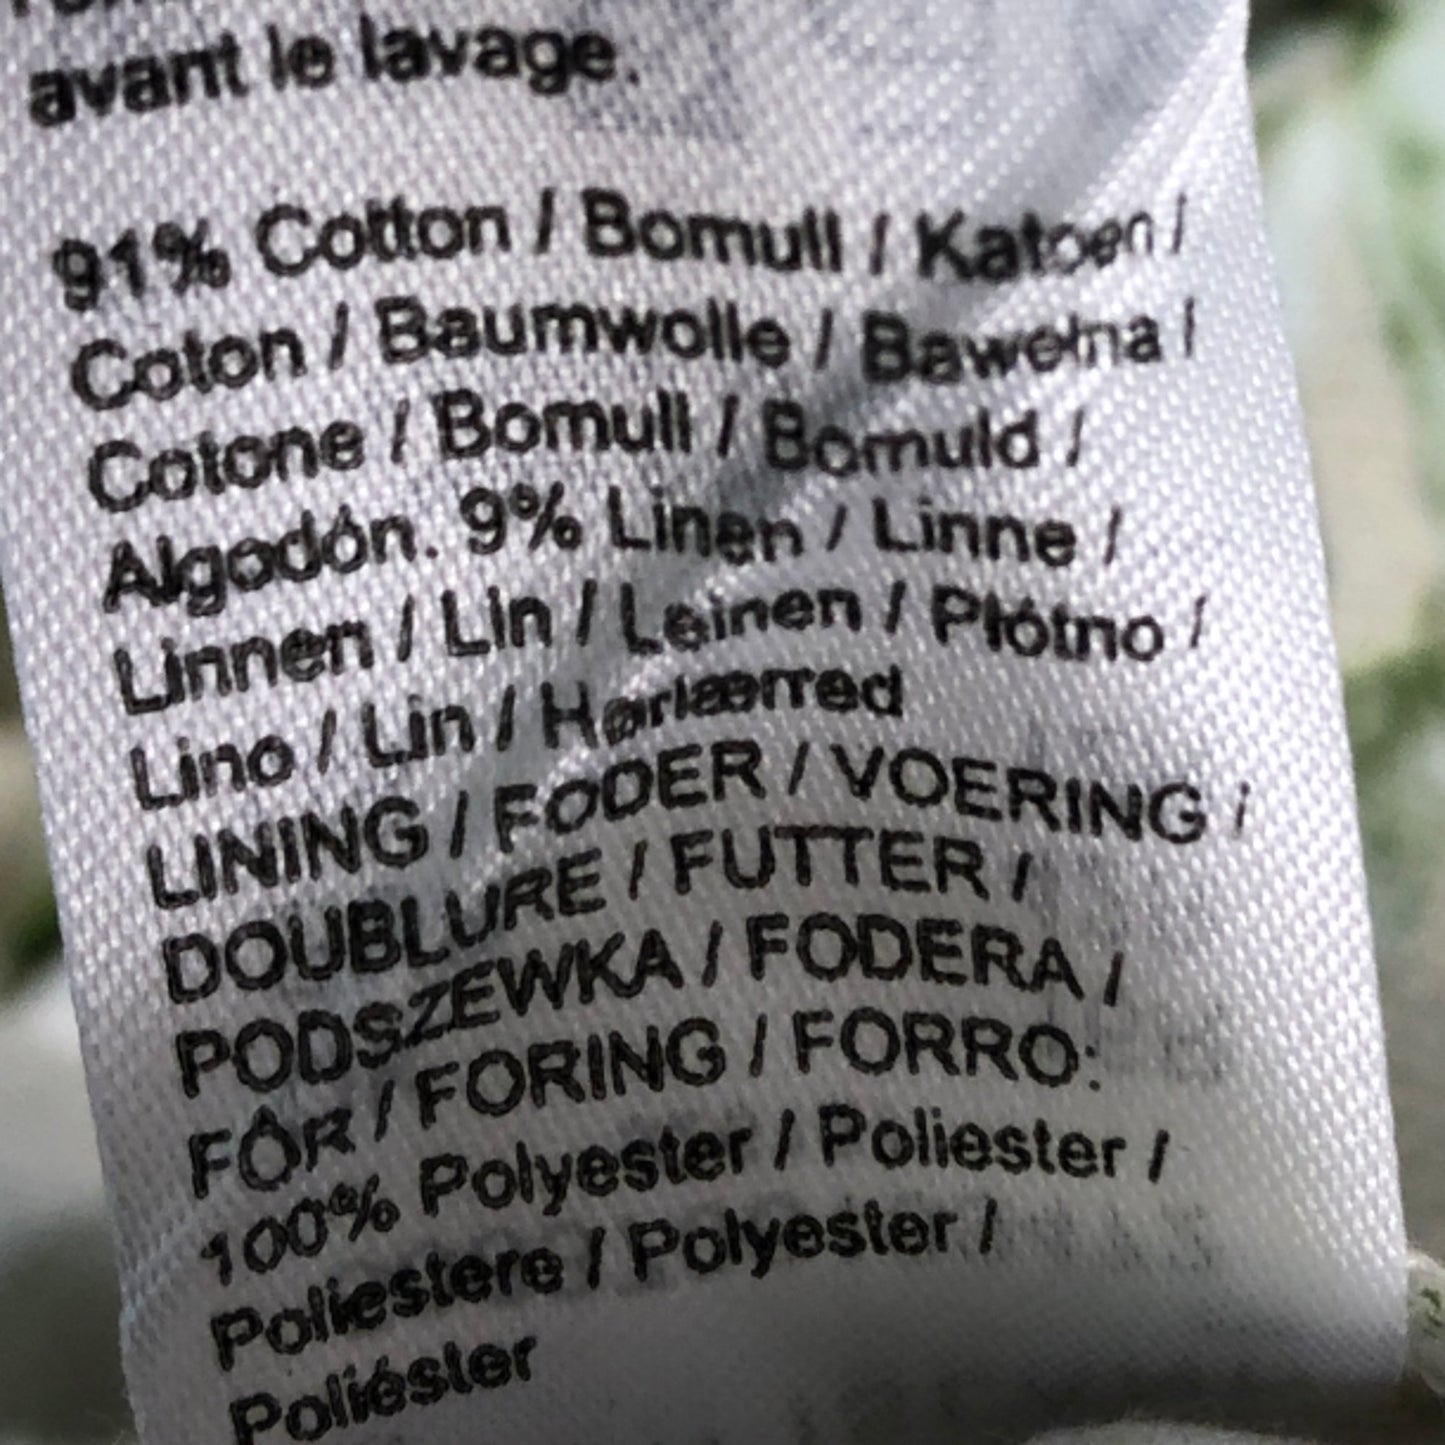 avant le lavage.
91% Cotton / Bomull / Katoen /
Coton / Baumwolle / Bawełna /
Cotone / Bomull / Bomuld /
Algodón. 9% Linen / Linne /
Linnen / Lin / Leinen / Płótno /
Lino / Lin / Hørlærred
LINING / FODER / VOERING /
DOUBLURE / FUTTER /
PODSZEWKA / FODERA /
FÔR / FORING / FORRO:
100% Polyester / Poliester /
Poliestere / Polyester /
Poliéster